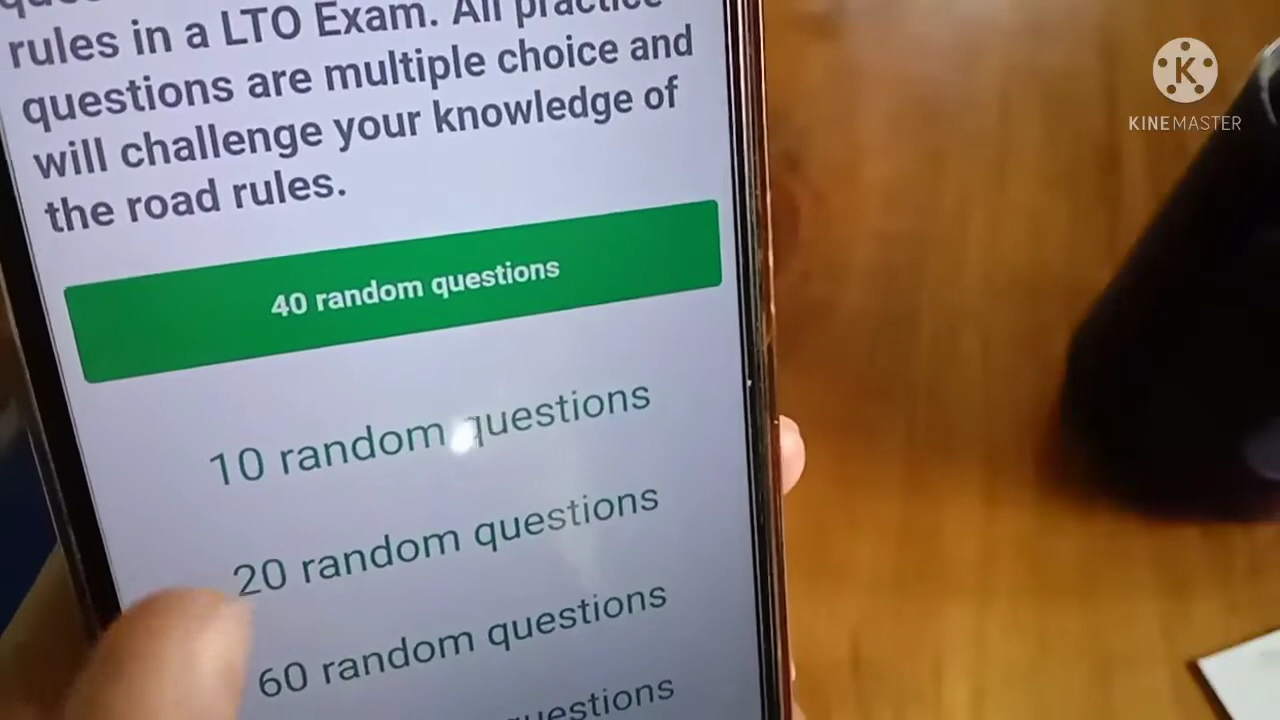 rules in a LTO Exam. All practice
questions are multiple choice and
will challenge your knowledge of
the road rules.
40 random questions
10 random questions
20 random questions
60 random questions
questions
K
KINEMASTER